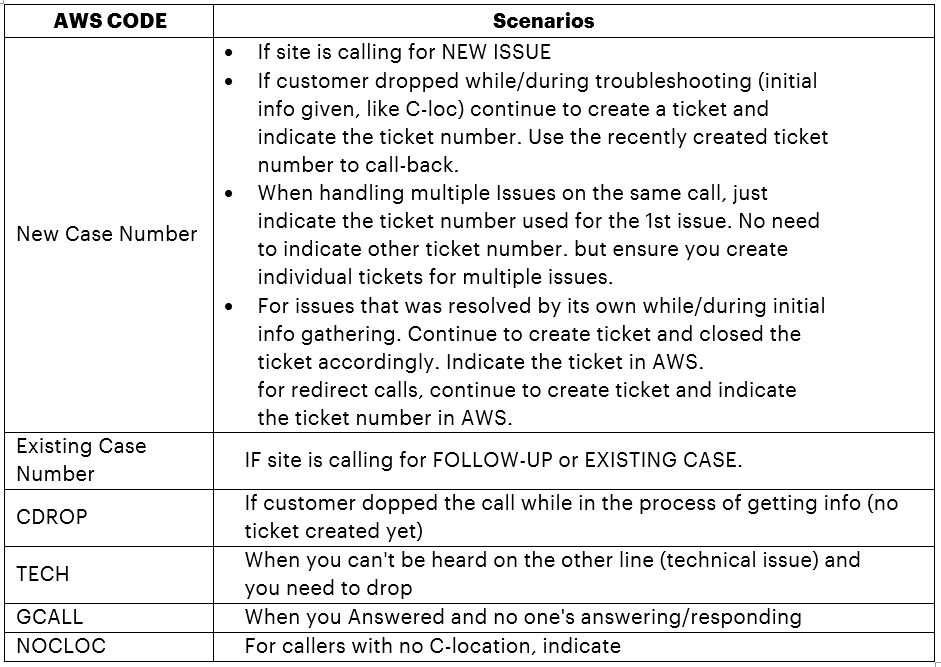 AWS CODE
Scenarios
New Case Number
• If site is calling for NEW ISSUE
• If customer dropped while/during troubleshooting (initial
info given, like C-loc) continue to create a ticket and
indicate the ticket number. Use the recently created ticket
number to call-back.
• When handling multiple Issues on the same call, just
indicate the ticket number used for the 1st issue. No need
to indicate other ticket number. but ensure you create
individual tickets for multiple issues.
• For issues that was resolved by its own while/during initial
info gathering. Continue to create ticket and closed the
ticket accordingly. Indicate the ticket in AWS.
for redirect calls, continue to create ticket and indicate
the ticket number in AWS.
Existing Case
Number
IF site is calling for FOLLOW-UP or EXISTING CASE.
CDROP
If customer dopped the call while in the process of getting info (no
ticket created yet)
TECH
When you can't be heard on the other line (technical issue) and
you need to drop
GCALL
When you Answered and no one's answering/responding
NOCLOC
For callers with no C-location, indicate